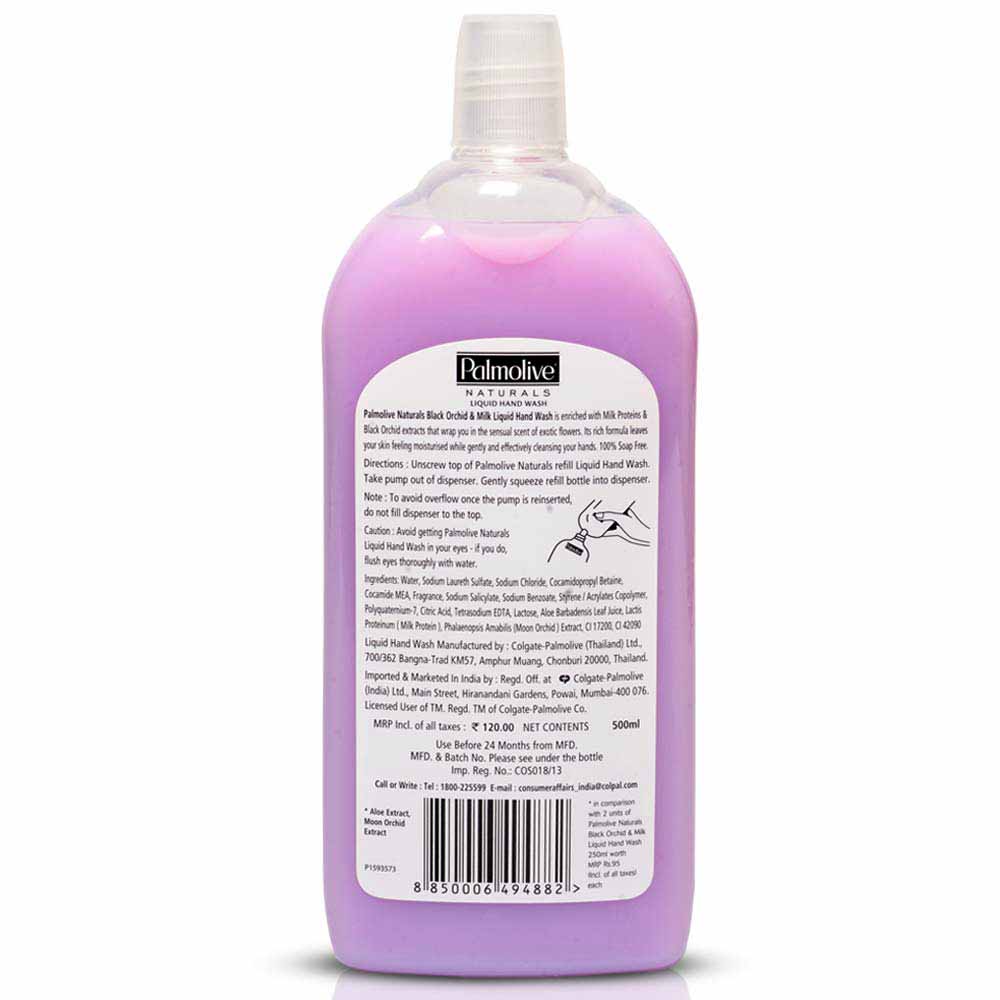 Palmolive
NATURALS
LIQUID HAND WASH
Palmolive Naturals Black Orchid & Milk Liquid Hand Wash is enriched with Milk Proteins &
Black Orchid extracts that wrap you in the sensual scent of exotic flowers. Its rich formula leaves
your skin feeling moisturised while gently and effectively cleansing your hands. 100% Soap Free.
Directions : Unscrew top of Palmolive Naturals refill Liquid Hand Wash.
Take pump out of dispenser. Gently squeeze refill bottle into dispenser.
Note : To avoid overflow once the pump is reinserted,
do not fill dispenser to the top.
Caution : Avoid getting Palmolive Naturals
Liquid Hand Wash in your eyes - if you do,
flush eyes thoroughly with water.
Ingredients: Water, Sodium Laureth Sulfate, Sodium Chloride, Cocamidopropyl Betaine,
Cocamide MEA, Fragrance, Sodium Salicylate, Sodium Benzoate, Styrene / Acrylates Copolymer,
Polyquaternium-7, Citric Acid, Tetrasodium EDTA, Lactose, Aloe Barbadensis Leaf Juice, Lactis
Proteinum ( Milk Protein ), Phalaenopsis Amabilis (Moon Orchid ) Extract, CI 17200, CI 42090
Liquid Hand Wash Manufactured by : Colgate-Palmolive (Thailand) Ltd.,
700/362 Bangna-Trad KM57, Amphur Muang, Chonburi 20000, Thailand.
Imported & Marketed In India by : Regd. Off. at Colgate-Palmolive
(India) Ltd., Main Street, Hiranandani Gardens, Powai, Mumbai-400 076.
Licensed User of TM. Regd. TM of Colgate-Palmolive Co.
MRP Incl. of all taxes : ₹ 120.00 NET CONTENTS 500ml
Use Before 24 Months from MFD.
MFD. & Batch No. Please see under the bottle
Imp. Reg. No.: COS018/13
Call or Write : Tel : 1800-225599 E-mail : consumeraffairs_india@colpal.com
* Aloe Extract,
Moon Orchid
Extract
P1593573
8 850006 494882 >
* in comparison
with 2 units of
Palmolive Naturals
Black Orchid & Milk
Liquid Hand Wash
250ml worth
MRP Rs.95
(Incl. of all taxes)
each